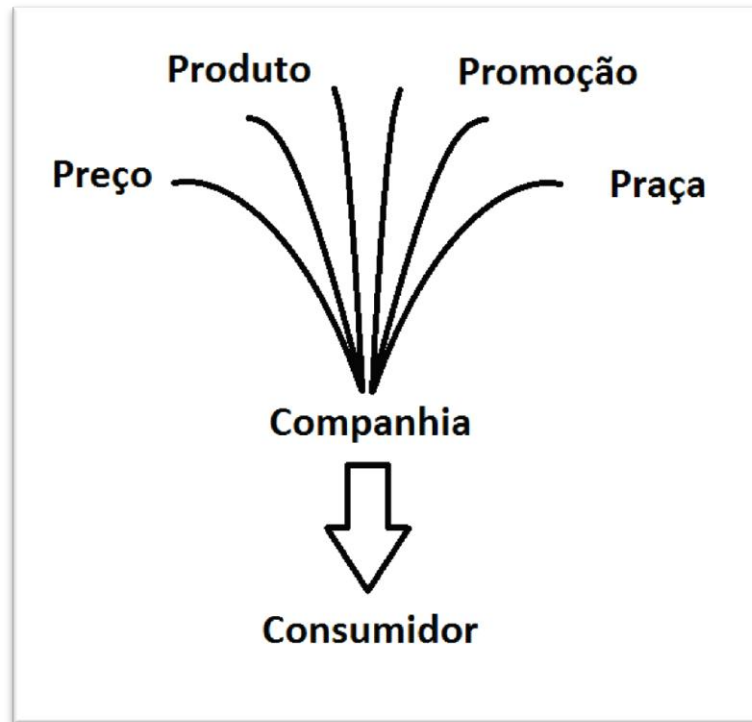 Produto
Promoção
Preço
Praça
Companhia
Consumidor